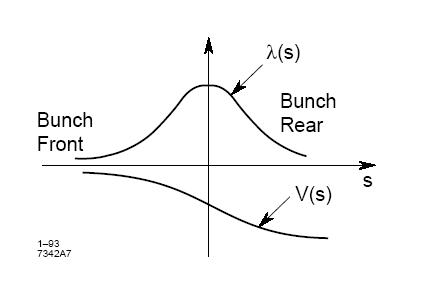 λ(s)
Bunch
Front
Bunch
Rear
s
V(s)
1–93
7342A7